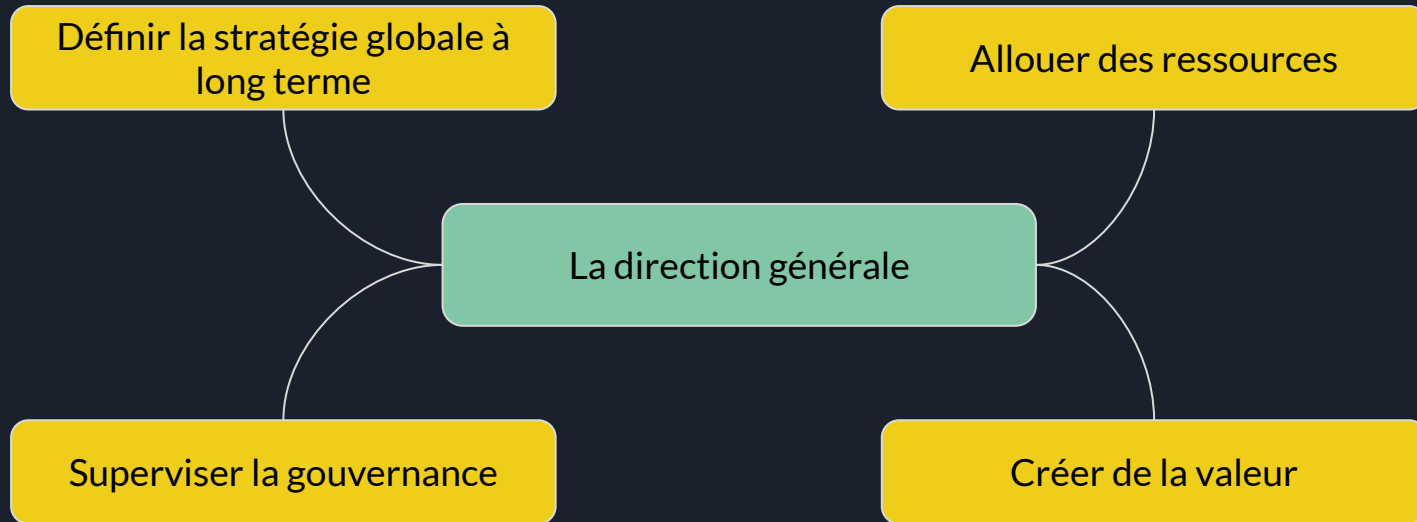 Définir la stratégie globale à
long terme
Allouer des ressources
La direction générale
Superviser la gouvernance
Créer de la valeur